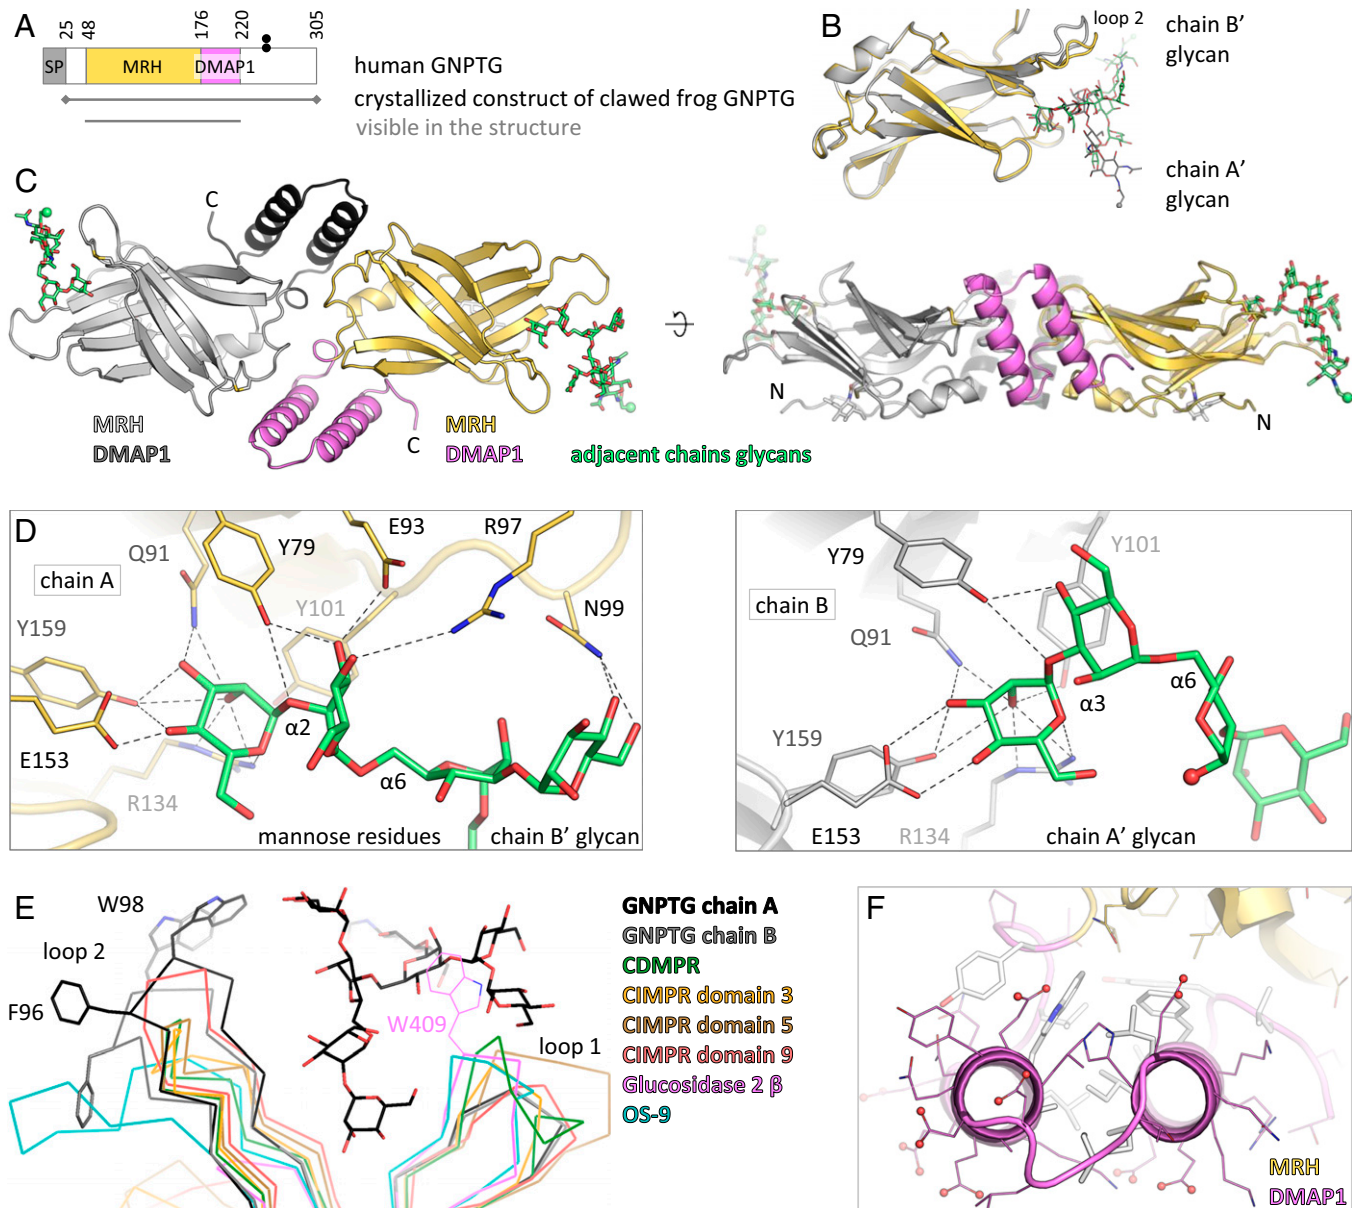 A
25
48
176
220
305
SP
MRH
DMAP1
human GNPTG
crystallized construct of clawed frog GNPTG
visible in the structure
B
loop 2
chain B’
glycan
chain A’
glycan
C
C
MRH
DMAP1
C
MRH
DMAP1
adjacent chains glycans
N
N
D
chain A
Q91
Y79
E93
R97
Y101
N99
Y159
α2
E153
α6
R134
mannose residues
chain B’ glycan
Y79
Y101
chain B
Q91
α6
α3
Y159
E153
R134
chain A’ glycan
E
W98
loop 2
F96
W409
loop 1
GNPTG chain A
GNPTG chain B
CDMPR
CIMPR domain 3
CIMPR domain 5
CIMPR domain 9
Glucosidase 2 β
OS-9
F
MRH
DMAP1